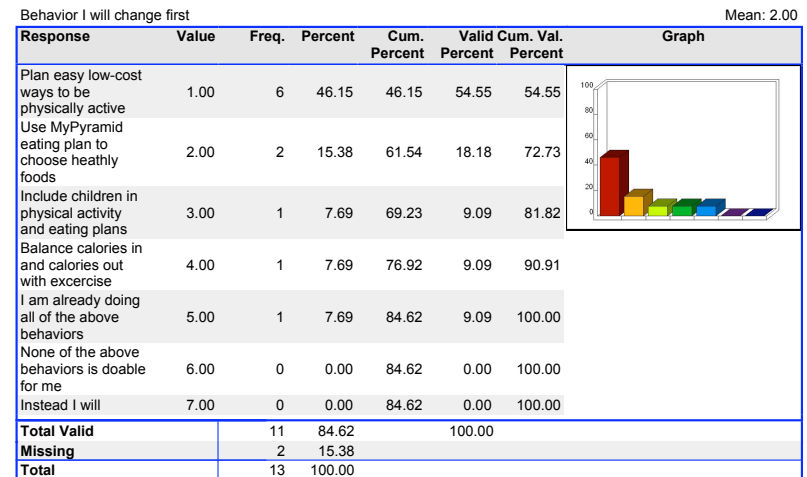 Behavior I will change first Mean: 2.00
Response Value Freq. Percent Cum. Percent Valid Percent Cum. Val. Percent Graph
Plan easy low-cost
ways to be 1.00 6 46.15 46.15 54.55 54.55
physically active
Use MyPyramid
eating plan to 2.00 2 15.38 61.54 18.18 72.73
choose heathly
foods
Include children in
physical activity 3.00 1 7.69 69.23 9.09 81.82
and eating plans
Balance calories in
and calories out 4.00 1 7.69 76.92 9.09 90.91
with excercise
I am already doing
all of the above 5.00 1 7.69 84.62 9.09 100.00
behaviors
None of the above
behaviors is doable 6.00 0 0.00 84.62 0.00 100.00
for me
Instead I will 7.00 0 0.00 84.62 0.00 100.00
Total Valid 11 84.62 100.00
Missing 2 15.38
Total 13 100.00
100
80
60
40
20
0